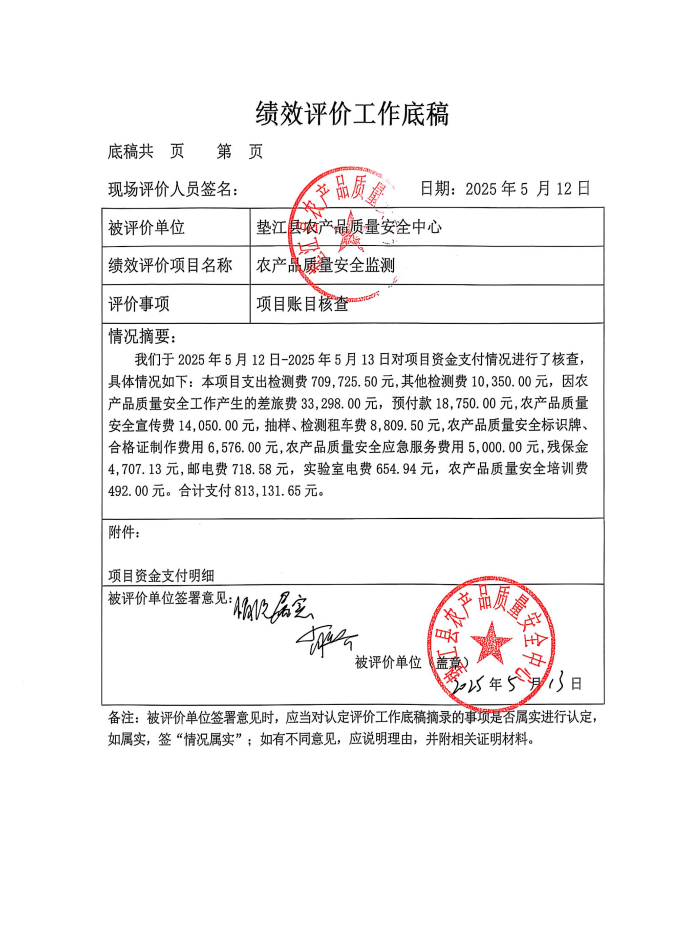 绩效评价工作底稿
底稿共 页 第 页
现场评价人员签名： 日期：2025 年 5 月 12 日
被评价单位 垫江县农产品质量安全中心
绩效评价项目名称 农产品质量安全监测
评价事项 项目账目核查
情况摘要：
我们于 2025 年 5 月 12 日-2025 年 5 月 13 日对项目资金支付情况进行了核查，
具体情况如下：本项目支出检测费 709,725.50 元,其他检测费 10,350.00 元，因农
产品质量安全工作产生的差旅费 33,298.00 元，预付款 18,750.00 元,农产品质量
安全宣传费 14,050.00 元，抽样、检测租车费 8,809.50 元,农产品质量安全标识牌、
合格证制作费用 6,576.00 元,农产品质量安全应急服务费用 5,000.00 元,残保金
4,707.13 元,邮电费 718.58 元，实验室电费 654.94 元，农产品质量安全培训费
492.00 元。合计支付 813,131.65 元。
附件：
项目资金支付明细
被评价单位签署意见：情况属实
被评价单位（盖章）
2025 年 5 月 13 日
垫江县农产品质量安全中心
备注：被评价单位签署意见时，应当对认定评价工作底稿摘录的事项是否属实进行认定，
如属实，签“情况属实”；如有不同意见，应说明理由，并附相关证明材料。